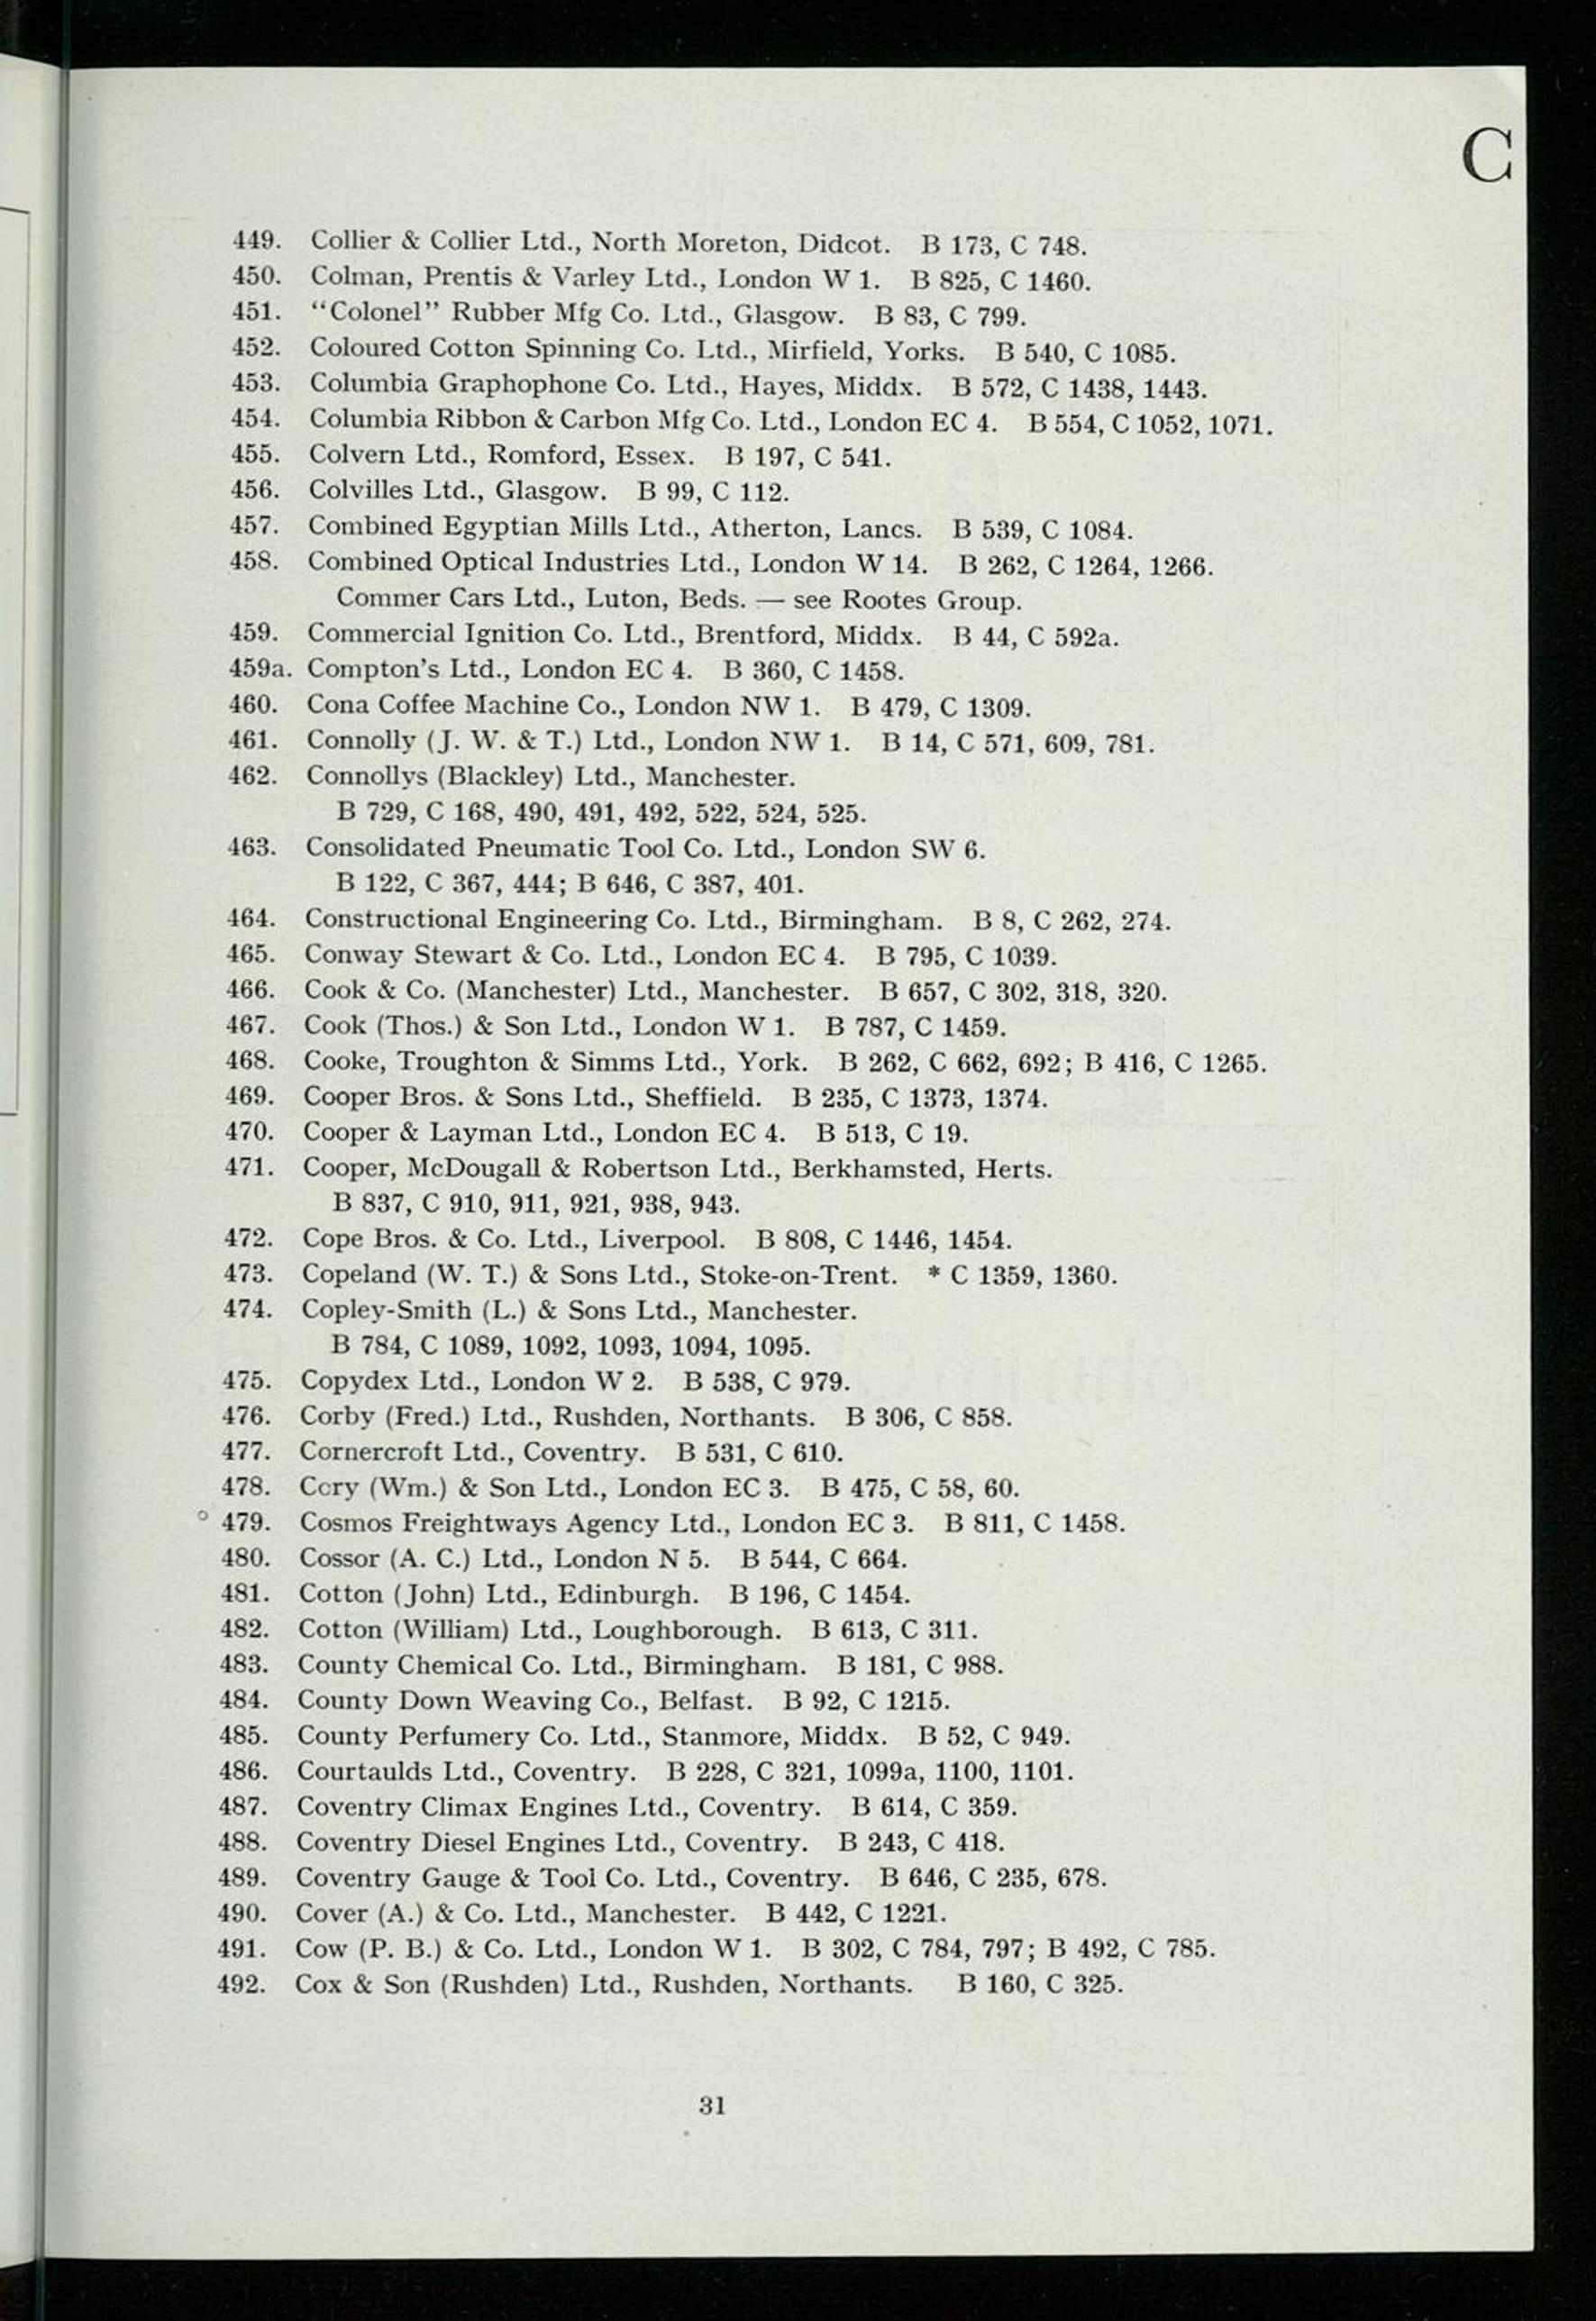 C
449. Collier & Collier Ltd., North Moreton, Didcot. B 173, C 748.
450. Colman, Prentis & Varley Ltd., London W 1. B 825, C 1460.
451. “Colonel” Rubber Mfg Co. Ltd., Glasgow. B 83, C 799.
452. Coloured Cotton Spinning Co. Ltd., Mirfield, Yorks. B 540, C 1085.
453. Columbia Graphophone Co. Ltd., Hayes, Middx. B 572, C 1438, 1443.
454. Columbia Ribbon & Carbon Mfg Co. Ltd., London EC 4. B 554, C 1052, 1071.
455. Colvern Ltd., Romford, Essex. B 197, C 541.
456. Colvilles Ltd., Glasgow. B 99, C 112.
457. Combined Egyptian Mills Ltd., Atherton, Lancs. B 539, C 1084.
458. Combined Optical Industries Ltd., London W 14. B 262, C 1264, 1266.
Commer Cars Ltd., Luton, Beds. — see Rootes Group.
459. Commercial Ignition Co. Ltd., Brentford, Middx. B 44, C 592a.
459a. Compton's Ltd., London EC 4. B 360, C 1458.
460. Cona Coffee Machine Co., London NW 1. B 479, C 1309.
461. Connolly (J. W. & T.) Ltd., London NW 1. B 14, C 571, 609, 781.
462. Connollys (Blackley) Ltd., Manchester.
B 729, C 168, 490, 491, 492, 522, 524, 525.
463. Consolidated Pneumatic Tool Co. Ltd., London SW 6.
B 122, C 367, 444; B 646, C 387, 401.
464. Constructional Engineering Co. Ltd., Birmingham. B 8, C 262, 274.
465. Conway Stewart & Co. Ltd., London EC 4. B 795, C 1039.
466. Cook & Co. (Manchester) Ltd., Manchester. B 657, C 302, 318, 320.
467. Cook (Thos.) & Son Ltd., London W 1. B 787, C 1459.
468. Cooke, Troughton & Simms Ltd., York. B 262, C 662, 692; B 416, C 1265.
469. Cooper Bros. & Sons Ltd., Sheffield. B 235, C 1373, 1374.
470. Cooper & Layman Ltd., London EC 4. B 513, C 19.
471. Cooper, McDougall & Robertson Ltd., Berkhamsted, Herts.
B 837, C 910, 911, 921, 938, 943.
472. Cope Bros. & Co. Ltd., Liverpool. B 808, C 1446, 1454.
473. Copeland (W. T.) & Sons Ltd., Stoke-on-Trent. * C 1359, 1360.
474. Copley-Smith (L.) & Sons Ltd., Manchester.
B 784, C 1089, 1092, 1093, 1094, 1095.
475. Copydex Ltd., London W 2. B 538, C 979.
476. Corby (Fred.) Ltd., Rushden, Northants. B 306, C 858.
477. Cornercroft Ltd., Coventry. B 531, C 610.
478. Cory (Wm.) & Son Ltd., London EC 3. B 475, C 58, 60.
° 479. Cosmos Freightways Agency Ltd., London EC 3. B 811, C 1458.
480. Cossor (A. C.) Ltd., London N 5. B 544, C 664.
481. Cotton (John) Ltd., Edinburgh. B 196, C 1454.
482. Cotton (William) Ltd., Loughborough. B 613, C 311.
483. County Chemical Co. Ltd., Birmingham. B 181, C 988.
484. County Down Weaving Co., Belfast. B 92, C 1215.
485. County Perfumery Co. Ltd., Stanmore, Middx. B 52, C 949.
486. Courtaulds Ltd., Coventry. B 228, C 321, 1099a, 1100, 1101.
487. Coventry Climax Engines Ltd., Coventry. B 614, C 359.
488. Coventry Diesel Engines Ltd., Coventry. B 243, C 418.
489. Coventry Gauge & Tool Co. Ltd., Coventry. B 646, C 235, 678.
490. Cover (A.) & Co. Ltd., Manchester. B 442, C 1221.
491. Cow (P. B.) & Co. Ltd., London W 1. B 302, C 784, 797; B 492, C 785.
492. Cox & Son (Rushden) Ltd., Rushden, Northants. B 160, C 325.
31